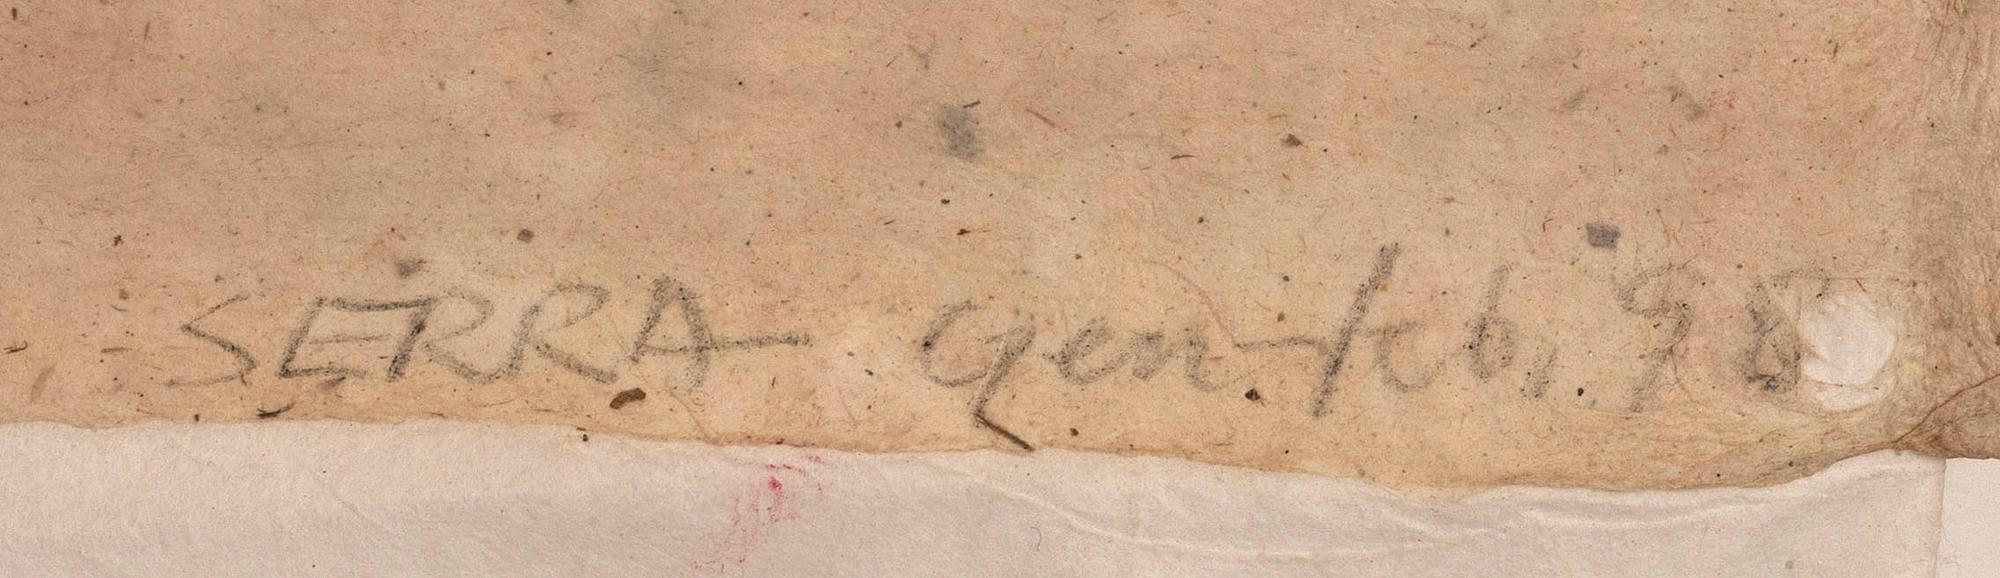 SERRA Gen-feb. 98